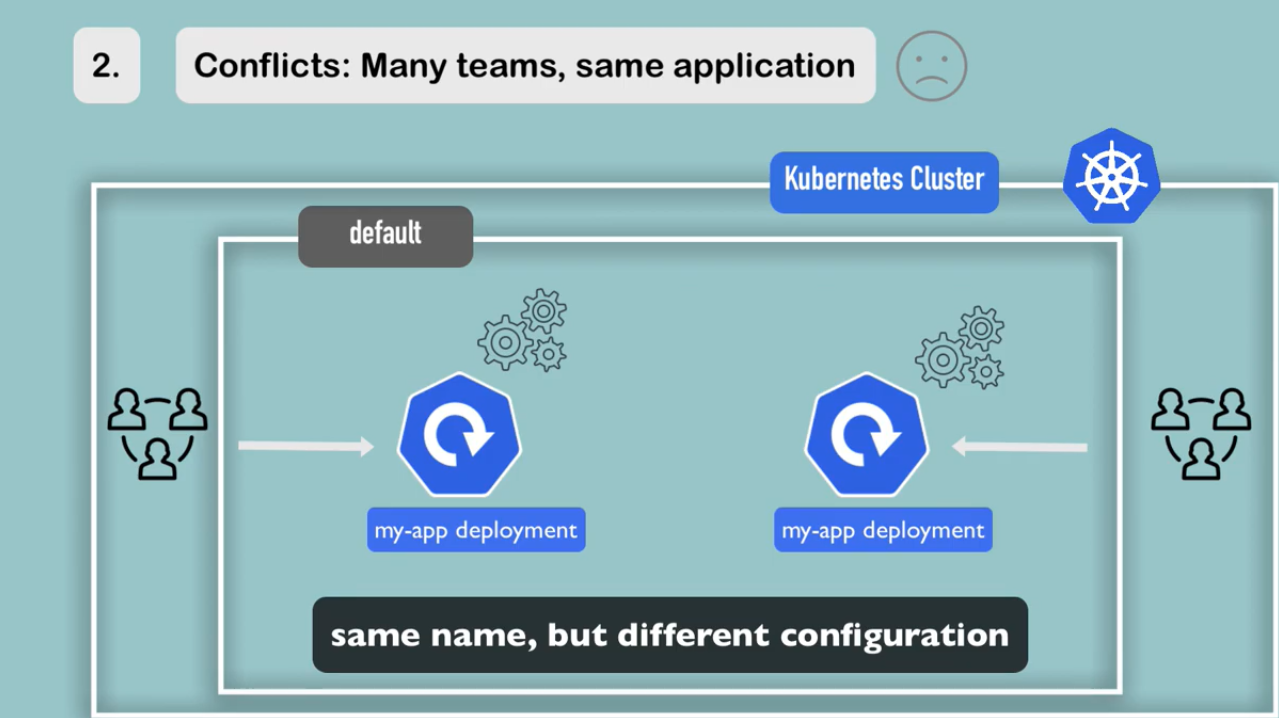 2.
Conflicts: Many teams, same application
Kubernetes Cluster
default
my-app deployment
my-app deployment
same name, but different configuration